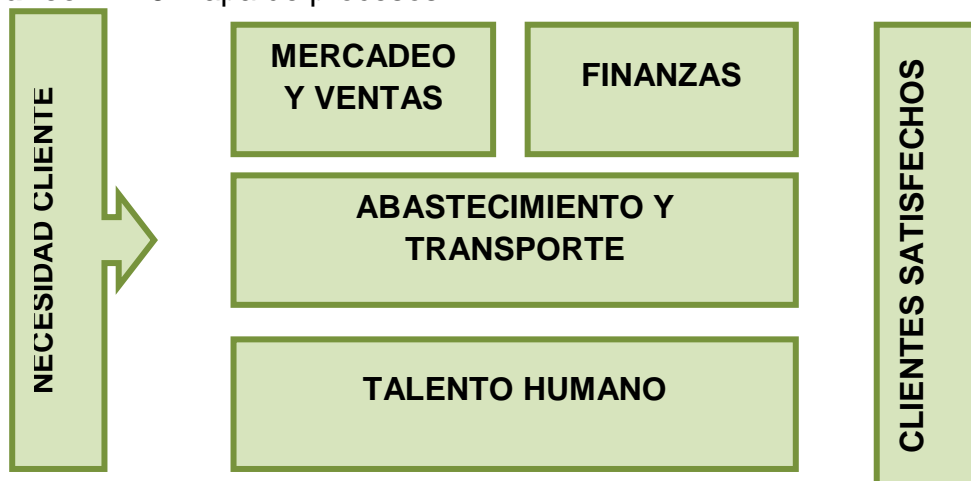 NECESIDAD CLIENTE
MERCADEO
Y VENTAS
FINANZAS
ABASTECIMIENTO Y
TRANSPORTE
TALENTO HUMANO
CLIENTES SATISFECHOS